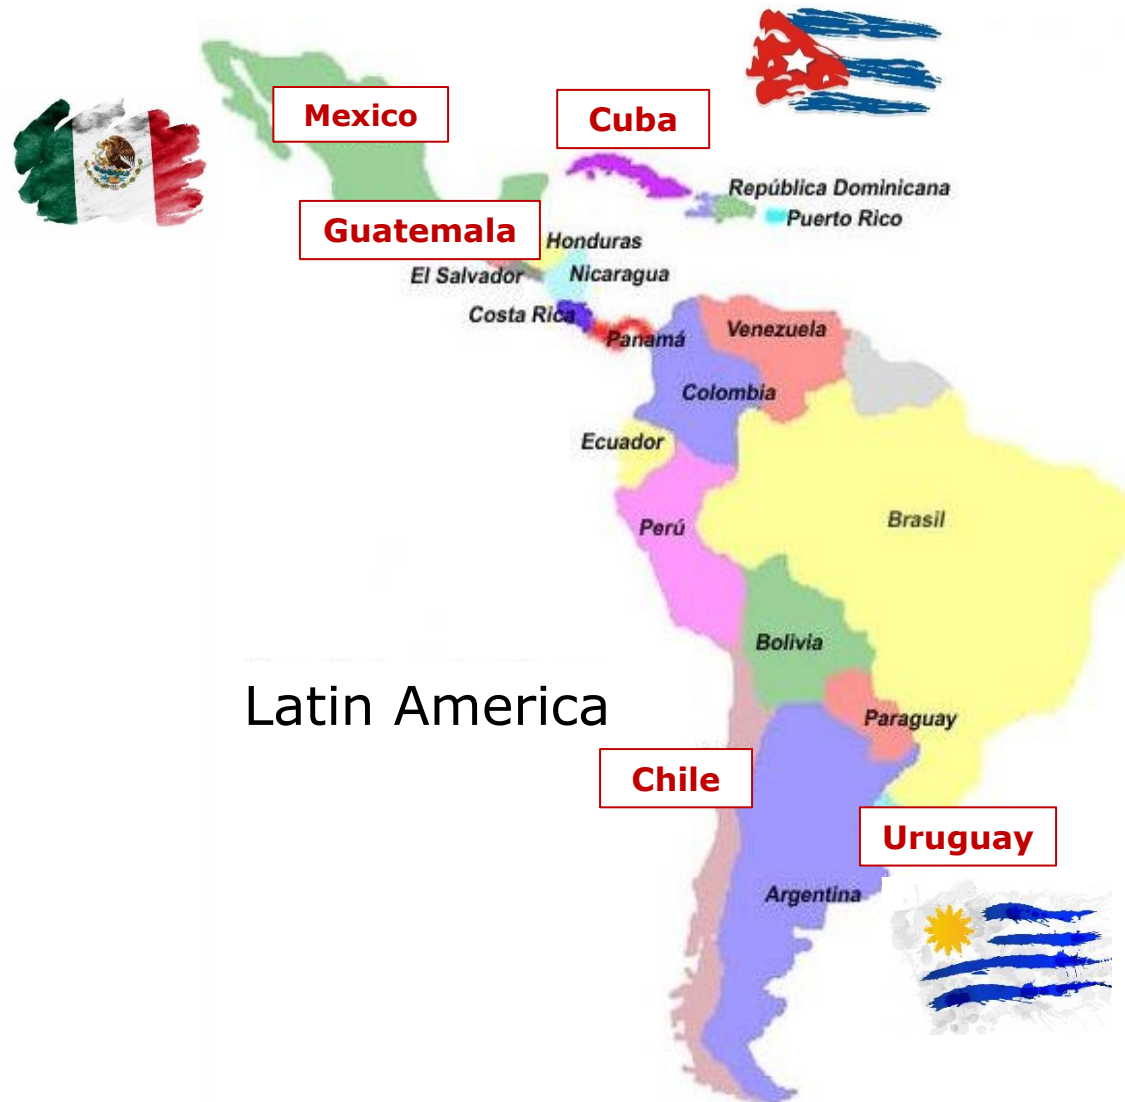 Mexico
Cuba
República Dominicana
Puerto Rico
Guatemala
Honduras
El Salvador
Nicaragua
Costa Rica
Panamá
Venezuela
Colombia
Ecuador
Perú
Brasil
Bolivia
Latin America
Paraguay
Chile
Uruguay
Argentina